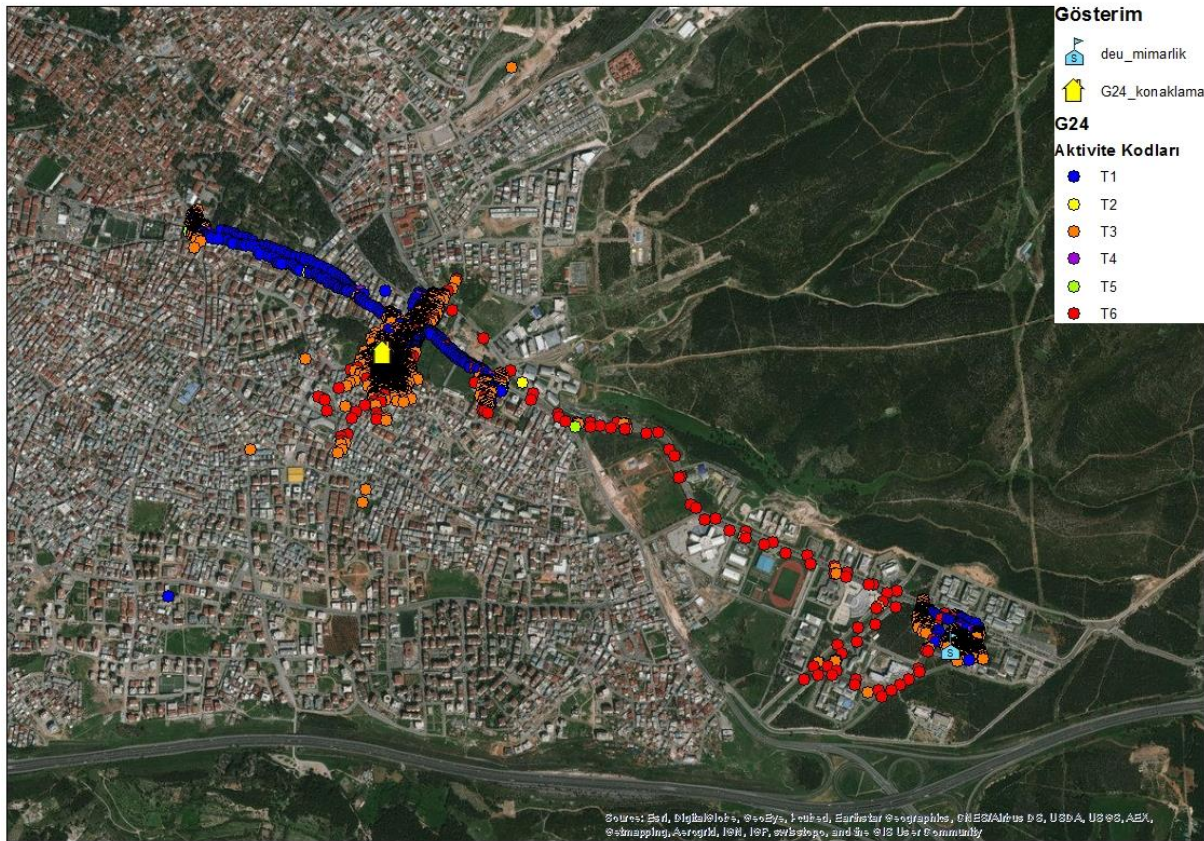 Gösterim
S deu_mimarlik
G24_konaklama
G24
Aktivite Kodları
T1
T2
T3
T4
T5
T6
S
Source: Esri, DigitalGlobe, GeoEye, i-cubed, Earthstar Geographics, CNES/Airbus DS, USDA, USGS, AEX,
Getmapping, Aerogrid, IGN, IGP, swisstopo, and the GIS User Community